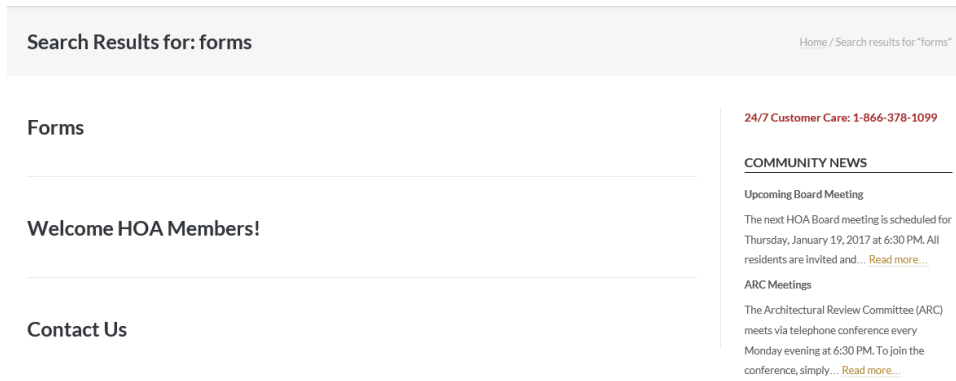 Search Results for: forms
Home / Search results for "forms"
Forms
Welcome HOA Members!
Contact Us
24/7 Customer Care: 1-866-378-1099
COMMUNITY NEWS
Upcoming Board Meeting
The next HOA Board meeting is scheduled for
Thursday, January 19, 2017 at 6:30 PM. All
residents are invited and… Read more…
ARC Meetings
The Architectural Review Committee (ARC)
meets via telephone conference every
Monday evening at 6:30 PM. To join the
conference, simply… Read more…